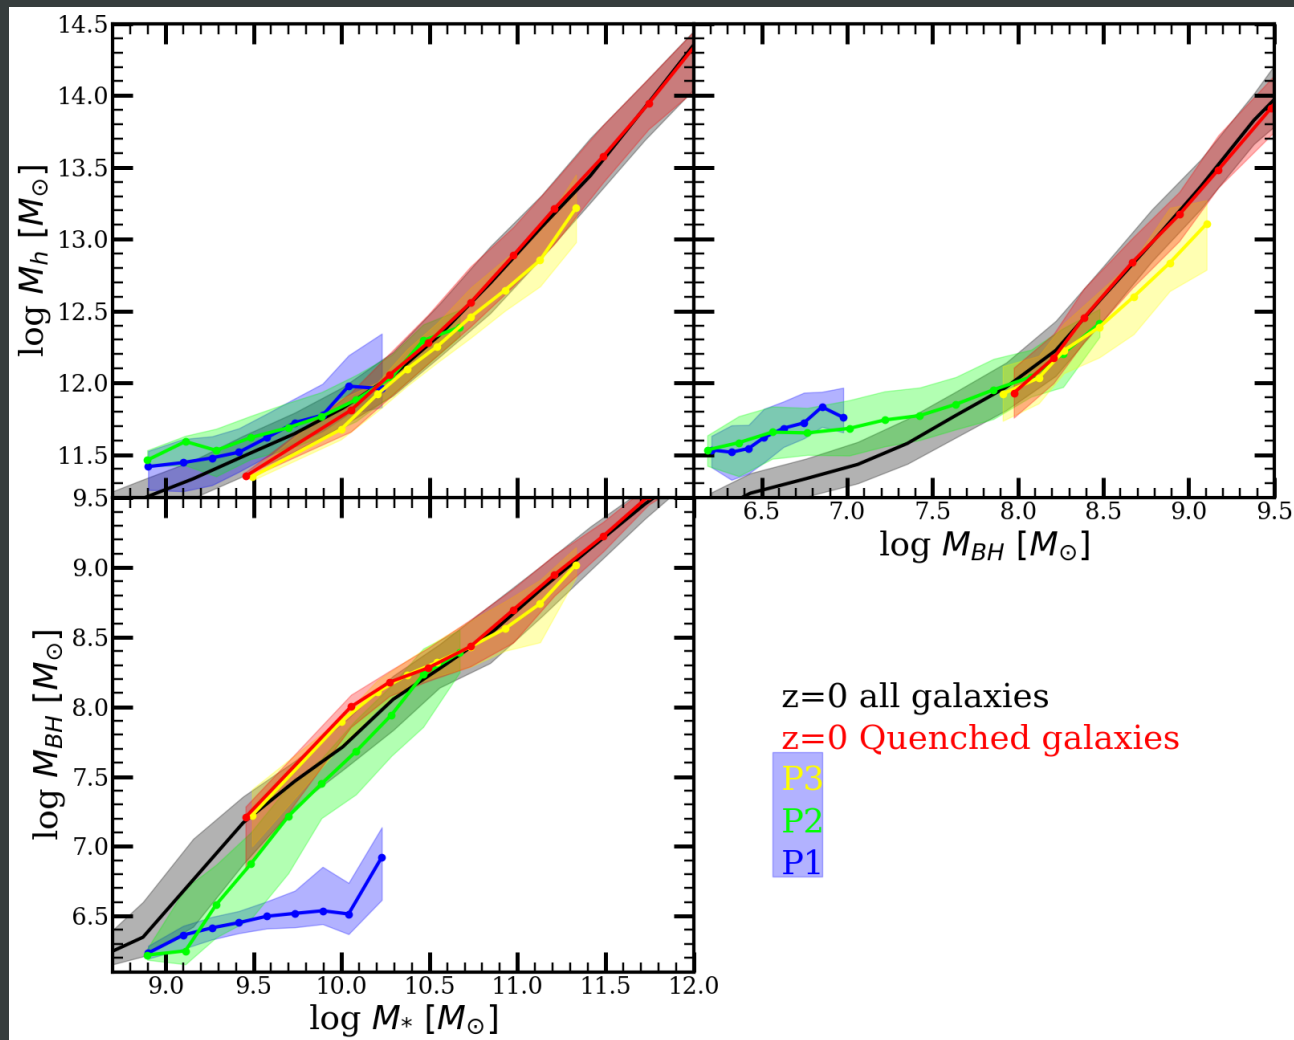 14.5
14.0
13.5
13.0
12.5
12.0
11.5
log M_h [M_⊙]
6.5 7.0 7.5 8.0 8.5 9.0 9.5
log M_BH [M_⊙]
9.5
9.0
8.5
8.0
7.5
7.0
6.5
log M_BH [M_⊙]
9.0 9.5 10.0 10.5 11.0 11.5 12.0
log M_* [M_⊙]
z=0 all galaxies
z=0 Quenched galaxies
P3
P2
P1